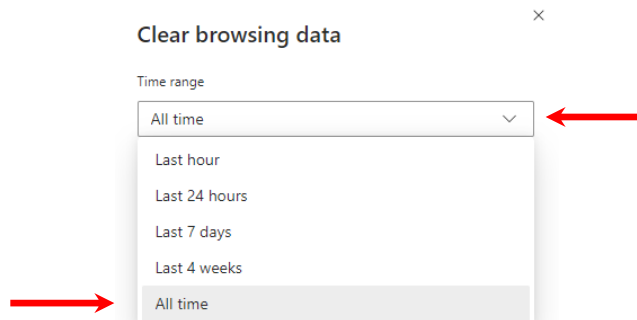 Clear browsing data
Time range
All time
Last hour
Last 24 hours
Last 7 days
Last 4 weeks
All time